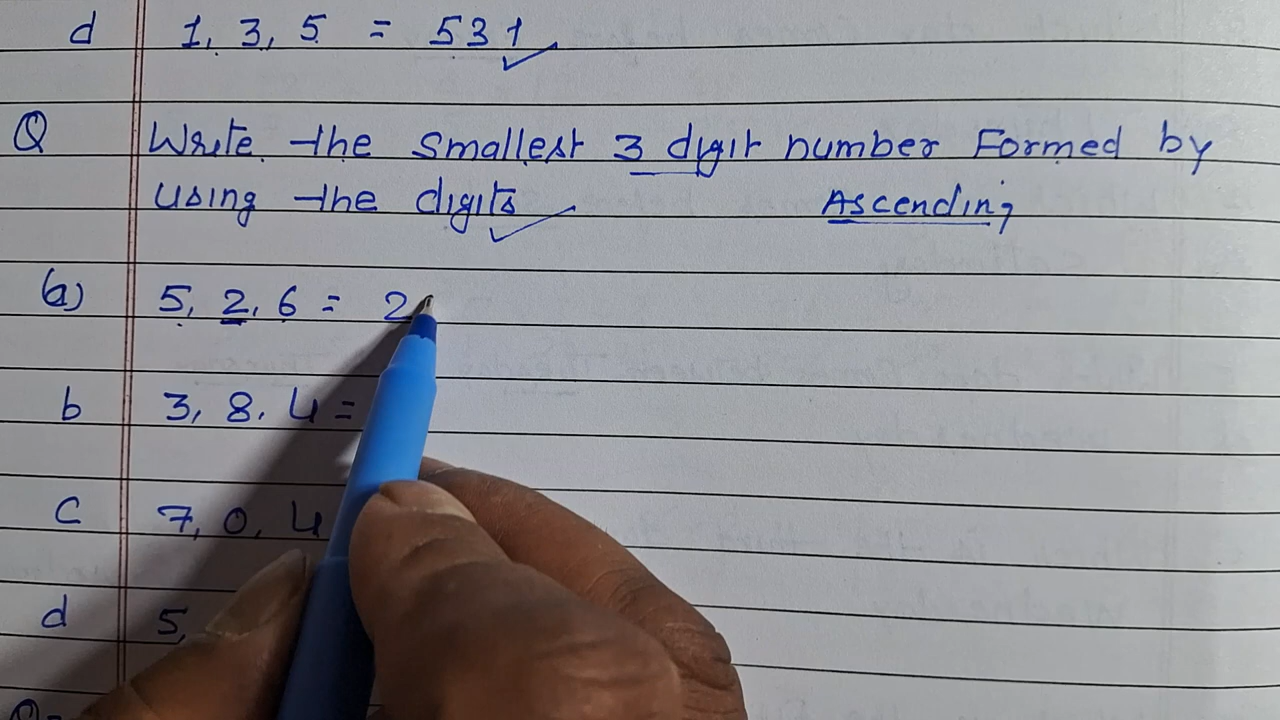 d 1, 3, 5 = 531
Q Write the smallest 3 digit number Formed by
using the digits Ascending
(a) 5, 2, 6 = 2
b 3, 8, 4 =
c 7, 0, 4
d 5,